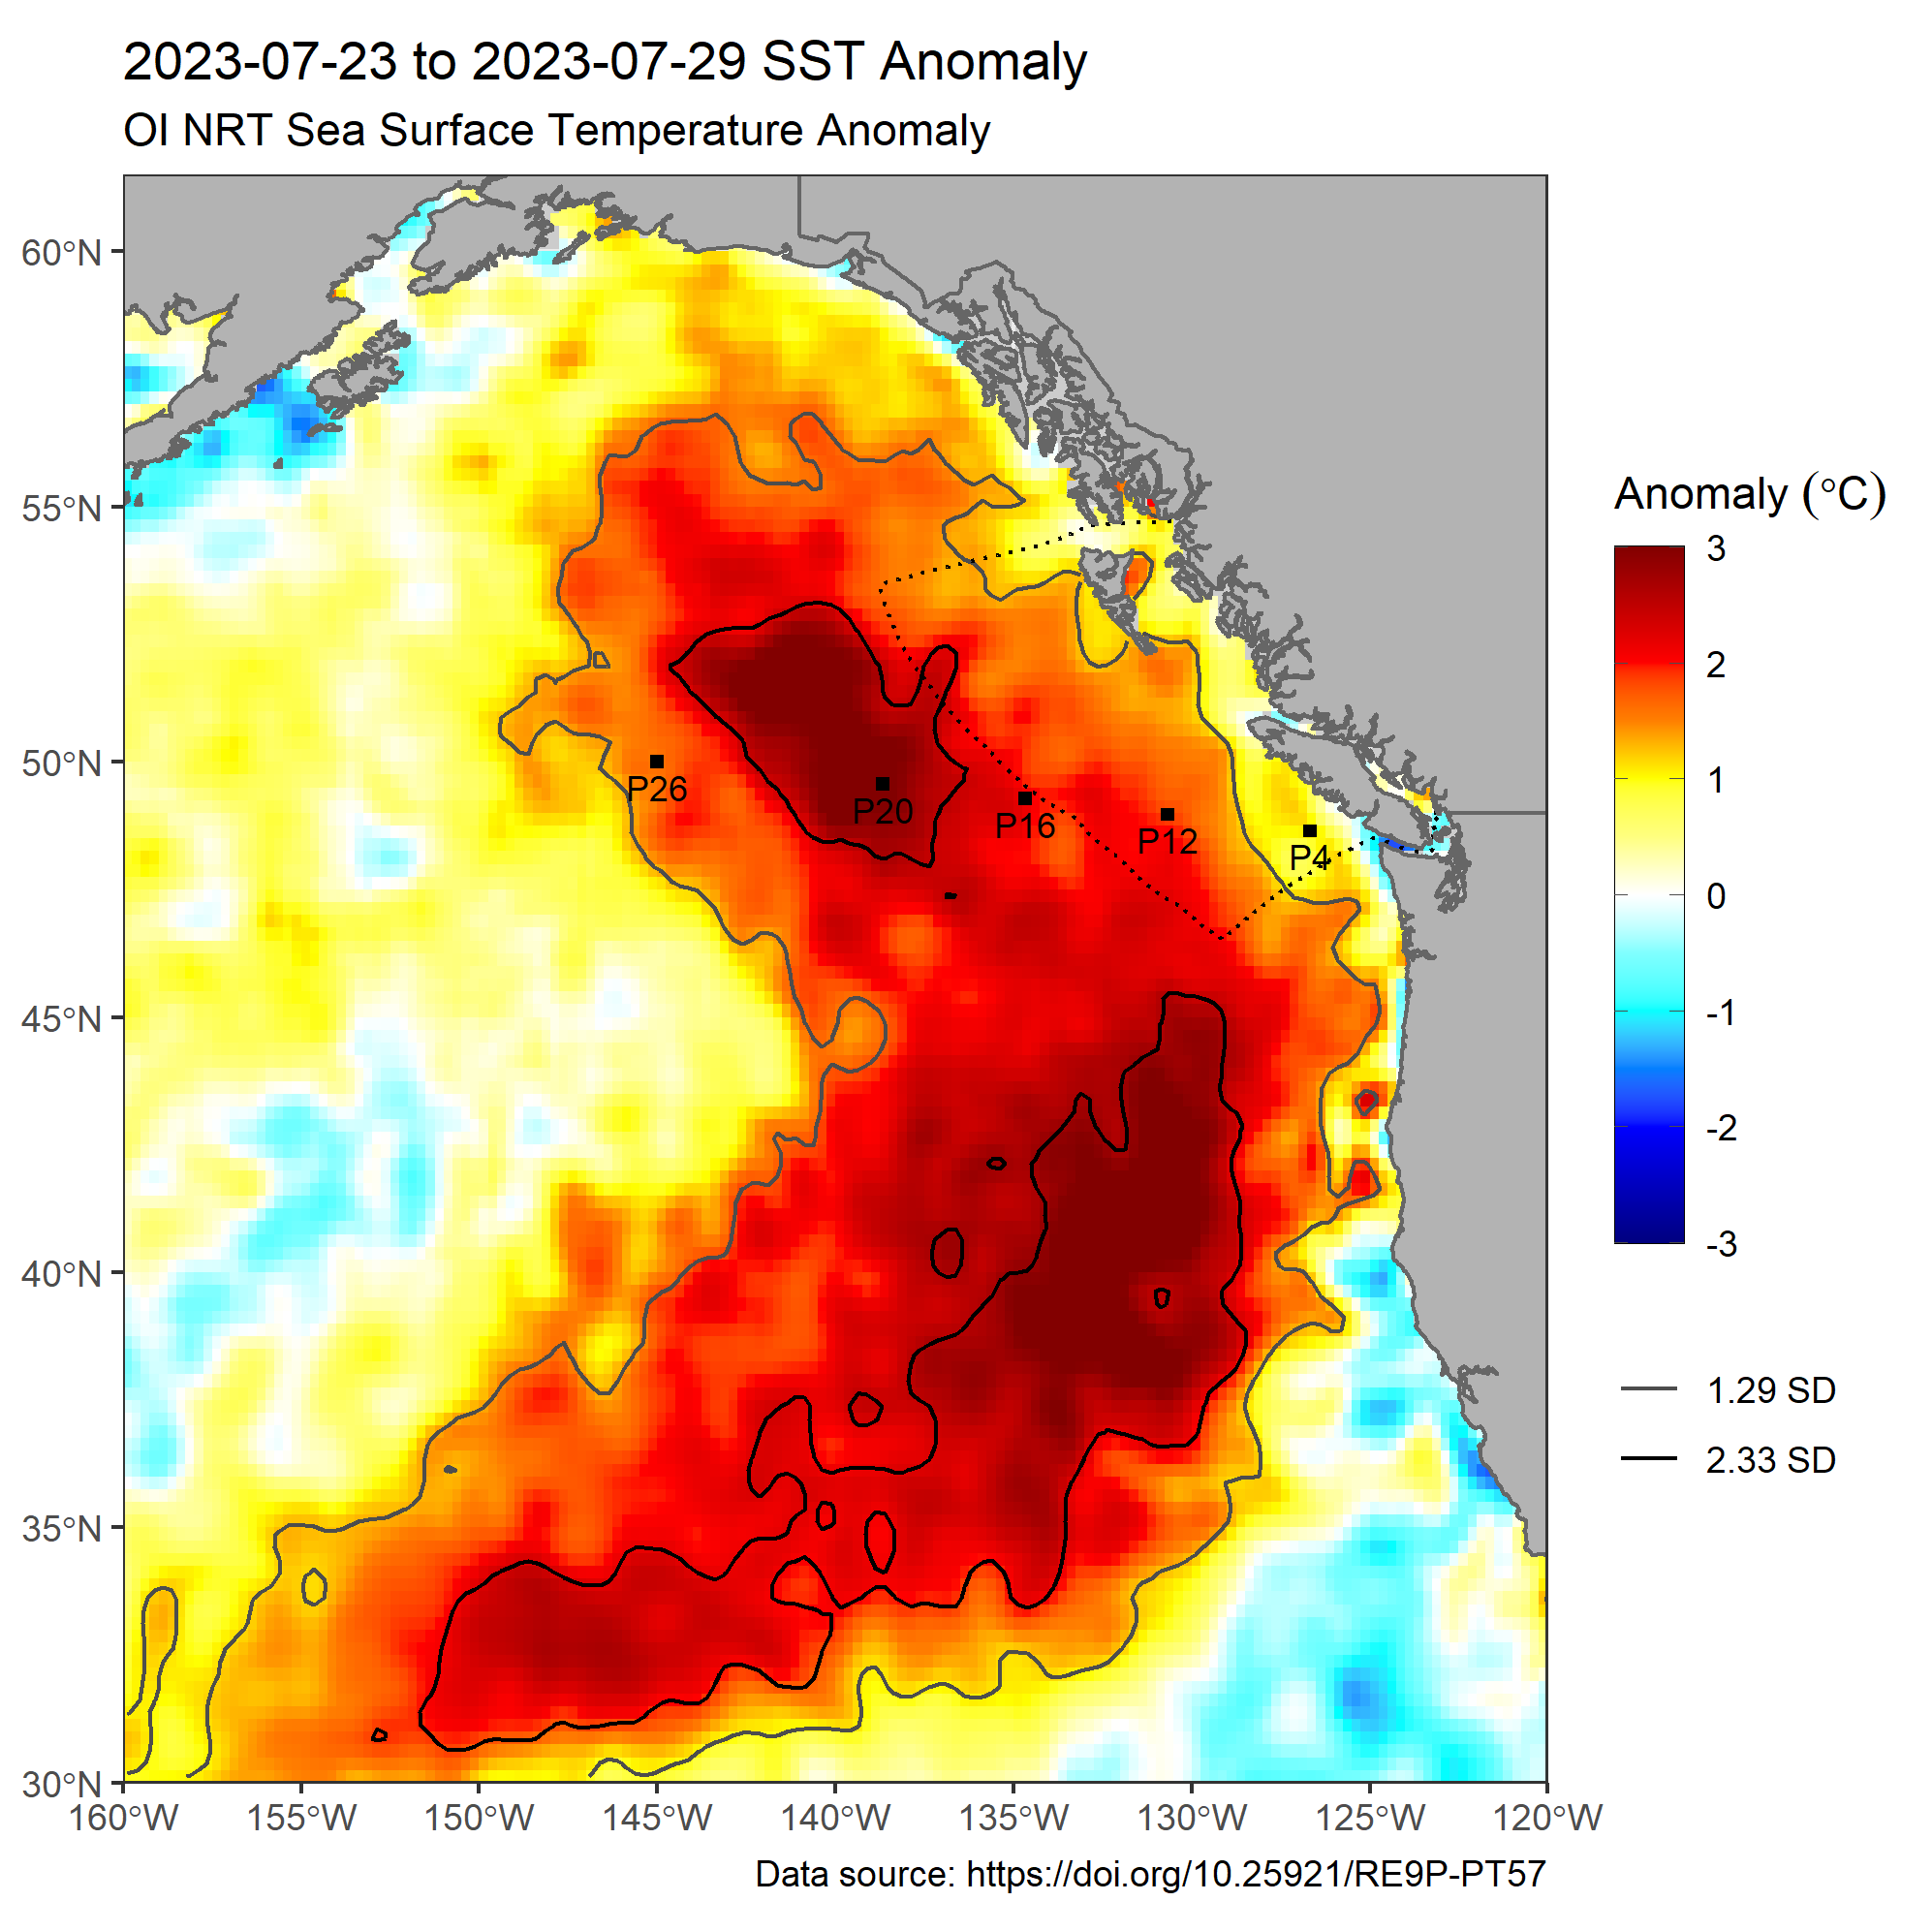 2023-07-23 to 2023-07-29 SST Anomaly
OI NRT Sea Surface Temperature Anomaly
60°N
55°N
50°N
45°N
40°N
35°N
30°N
P26
P20
P16
P12
P4
160°W
155°W
150°W
145°W
140°W
135°W
130°W
125°W
120°W
Anomaly (°C)
3
2
1
0
-1
-2
-3
1.29 SD
2.33 SD
Data source: https://doi.org/10.25921/RE9P-PT57